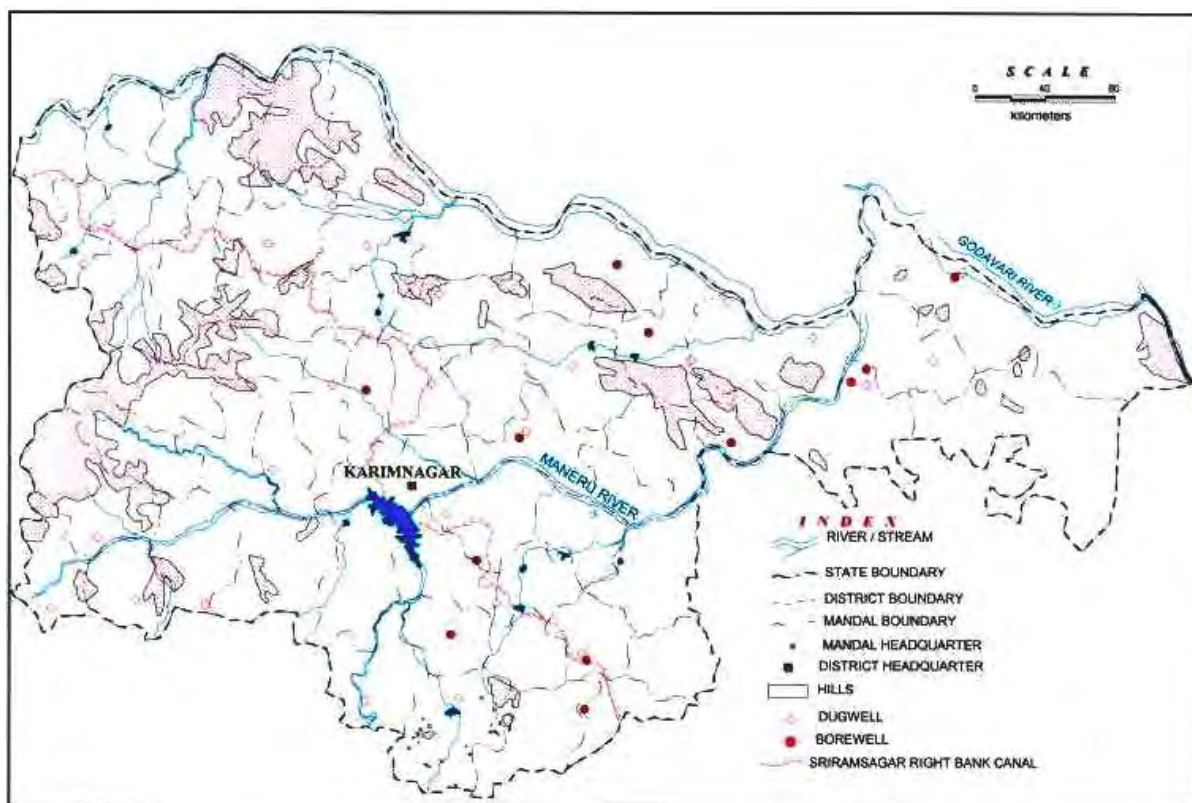 SCALE
0 40 80
kilometers
GODAVARI RIVER
KARIMNAGAR
MANERU RIVER
INDEX
RIVER / STREAM
STATE BOUNDARY
DISTRICT BOUNDARY
MANDAL BOUNDARY
MANDAL HEADQUARTER
DISTRICT HEADQUARTER
HILLS
DUGWELL
BOREWELL
SRIRAMSAGAR RIGHT BANK CANAL